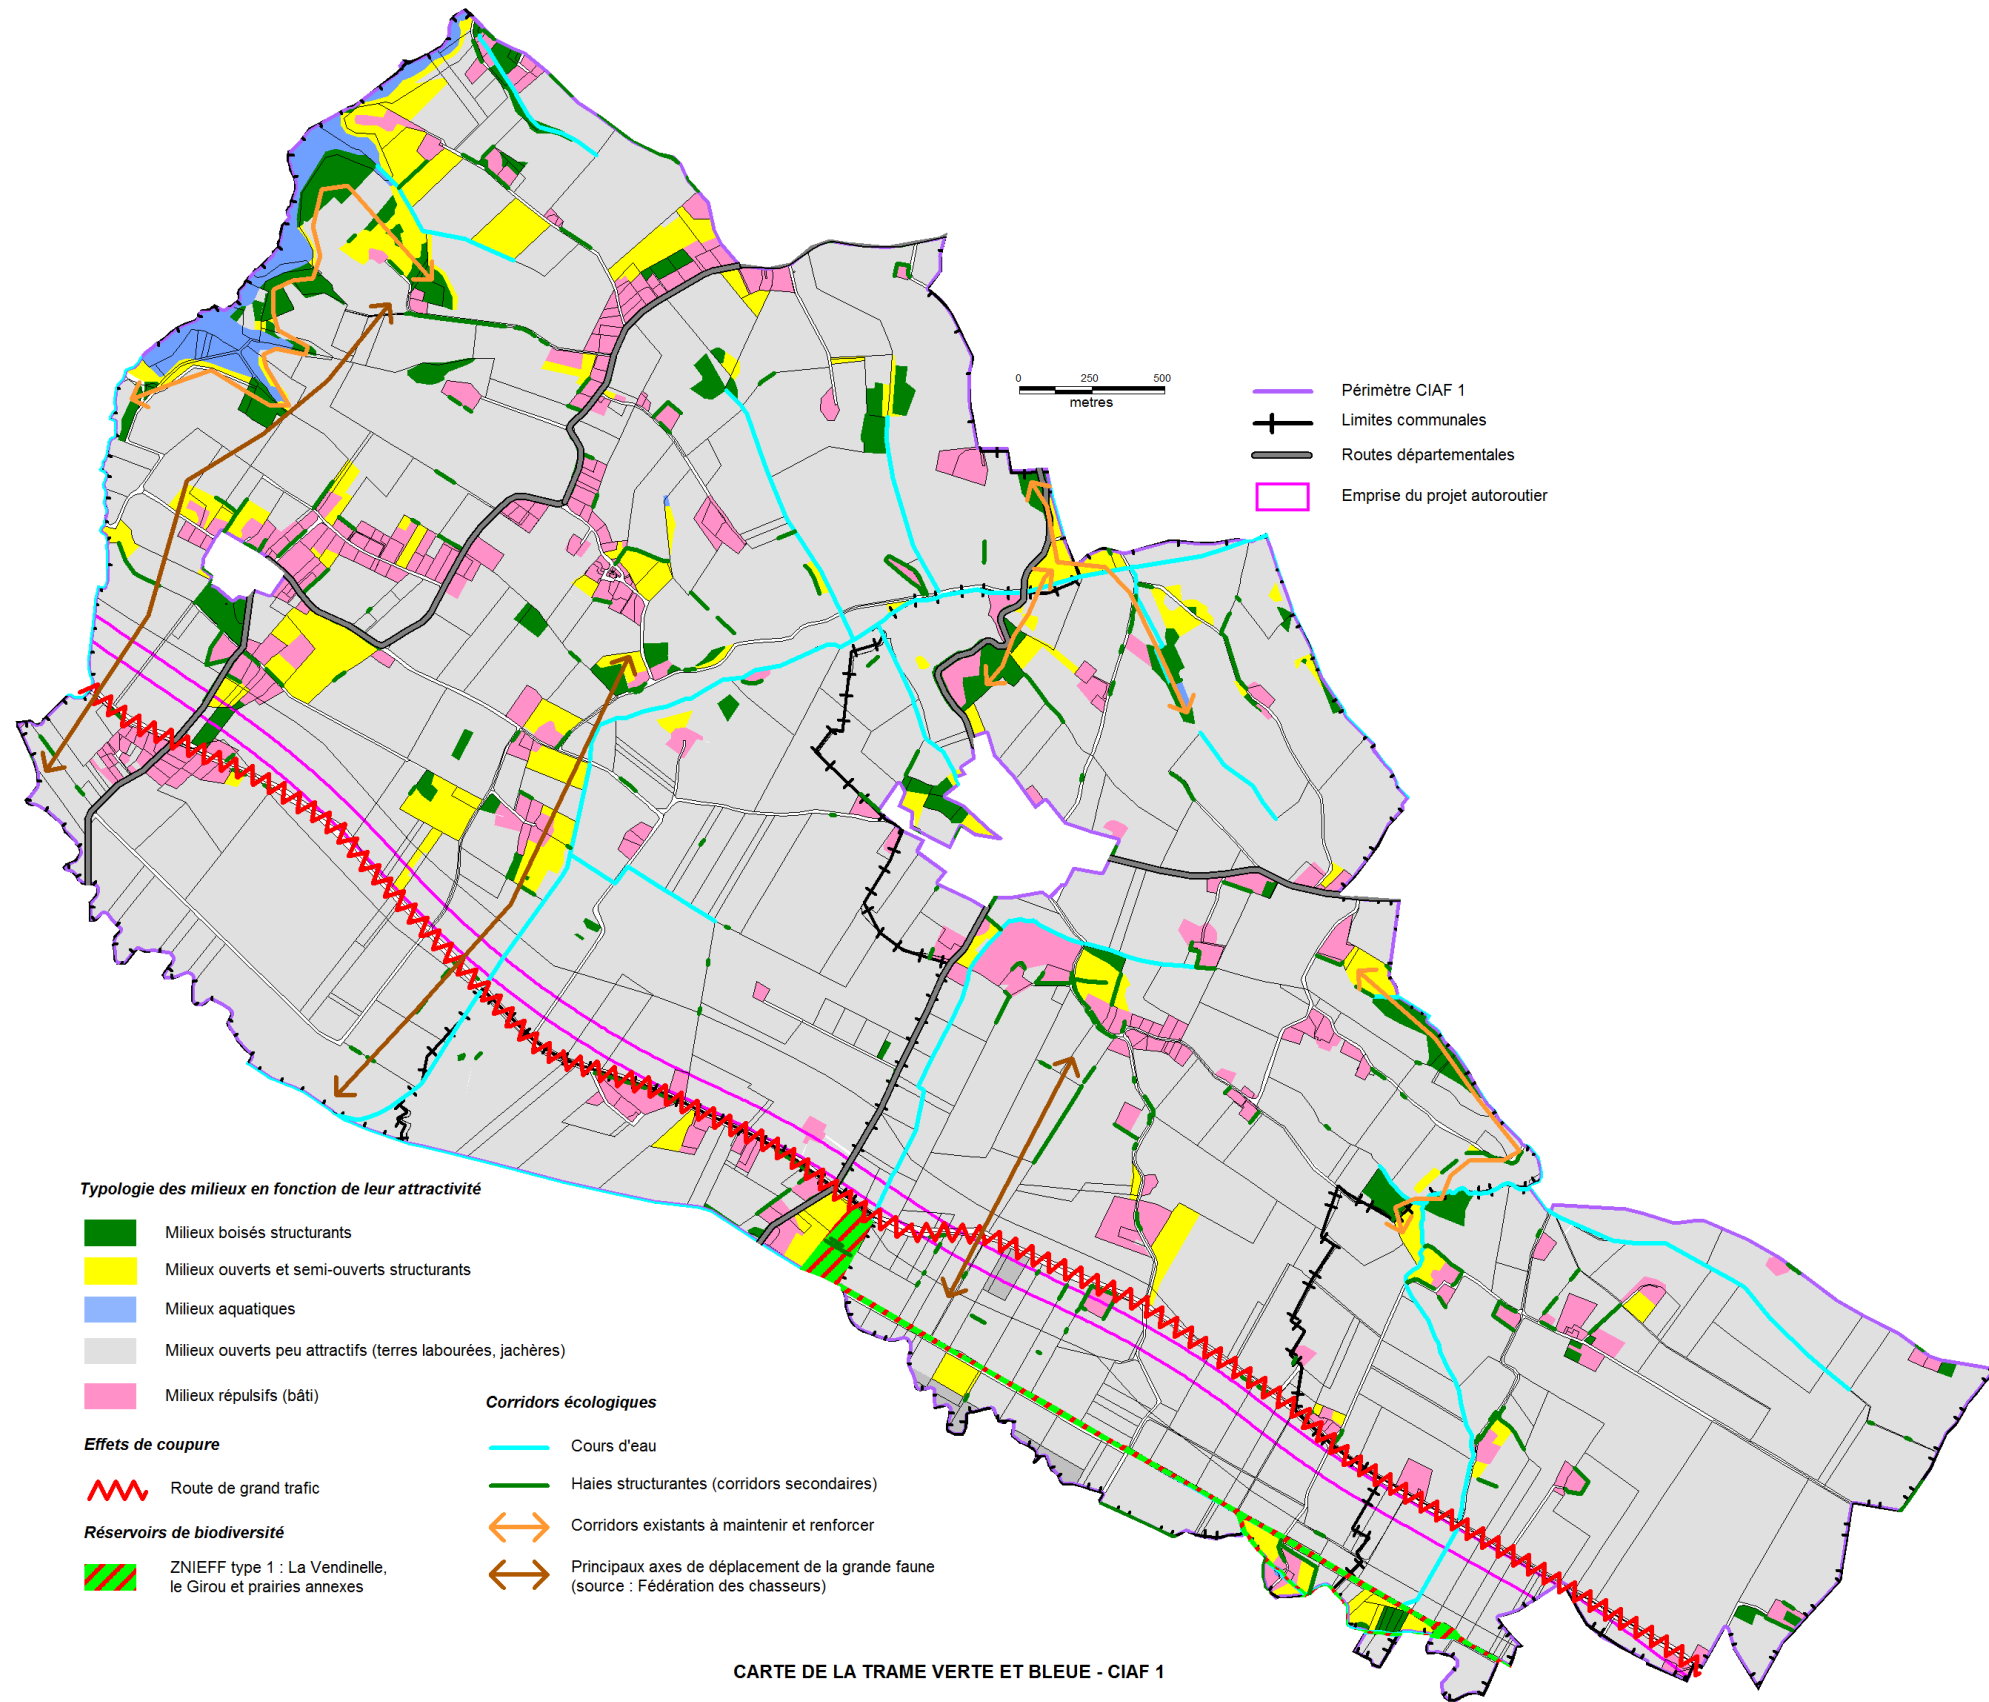 0 250 500
metres
Périmètre CIAF 1
Limites communales
Routes départementales
Emprise du projet autoroutier
Typologie des milieux en fonction de leur attractivité
Milieux boisés structurants
Milieux ouverts et semi-ouverts structurants
Milieux aquatiques
Milieux ouverts peu attractifs (terres labourées, jachères)
Milieux répulsifs (bâti)
Effets de coupure
Route de grand trafic
Réservoirs de biodiversité
ZNIEFF type 1 : La Vendinelle,
le Girou et prairies annexes
Corridors écologiques
Cours d'eau
Haies structurantes (corridors secondaires)
Corridors existants à maintenir et renforcer
Principaux axes de déplacement de la grande faune
(source : Fédération des chasseurs)
CARTE DE LA TRAME VERTE ET BLEUE - CIAF 1